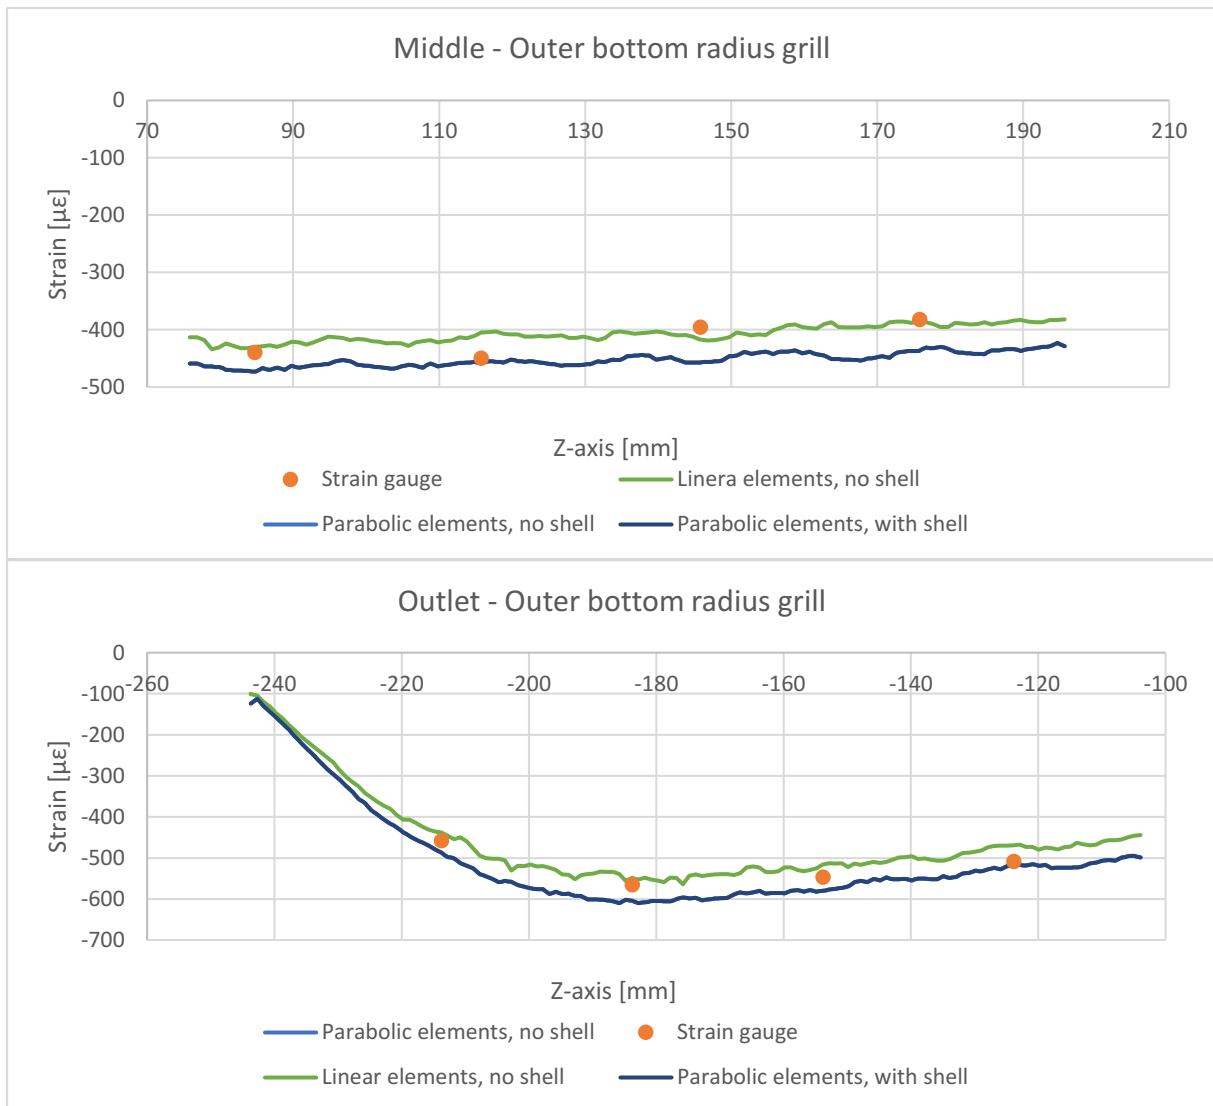 Middle - Outer bottom radius grill
0
70 90 110 130 150 170 190 210
-100
-200
-300
-400
-500
Strain [µε]
Z-axis [mm]
Strain gauge Linera elements, no shell
Parabolic elements, no shell Parabolic elements, with shell
Outlet - Outer bottom radius grill
0
-260 -240 -220 -200 -180 -160 -140 -120 -100
-100
-200
-300
-400
-500
-600
-700
Strain [µε]
Z-axis [mm]
Parabolic elements, no shell Strain gauge
Linear elements, no shell Parabolic elements, with shell